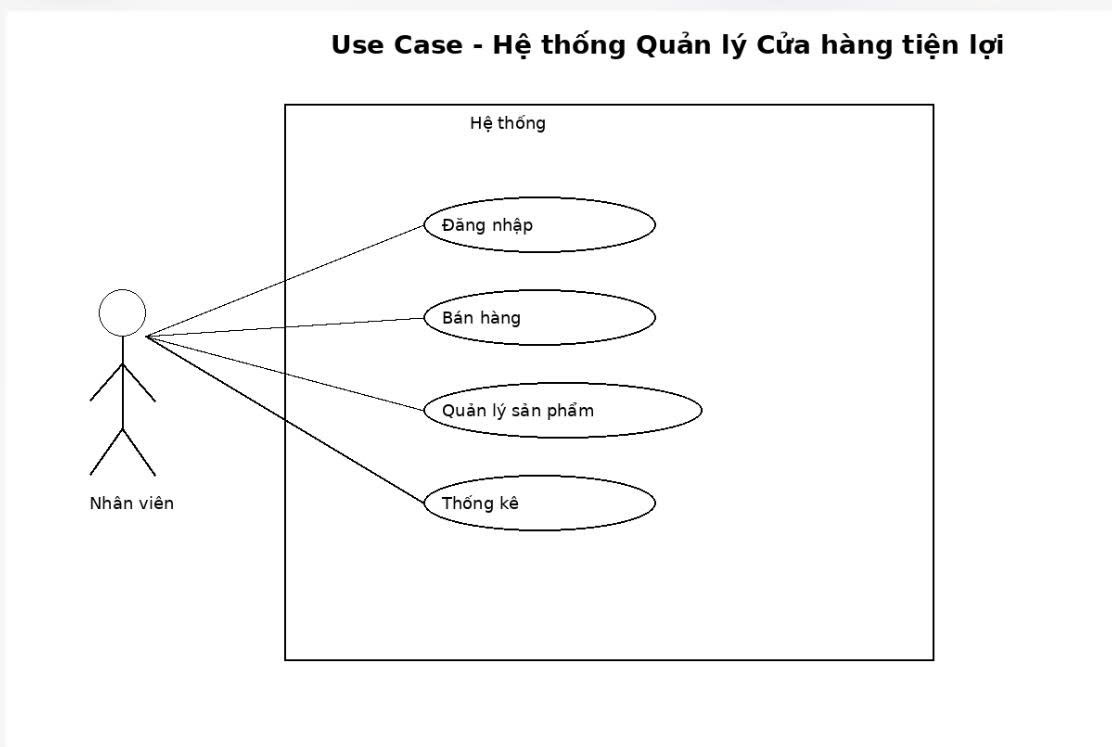 Use Case - Hệ thống Quản lý Cửa hàng tiện lợi
Hệ thống
Đăng nhập
Bán hàng
Quản lý sản phẩm
Thống kê
Nhân viên